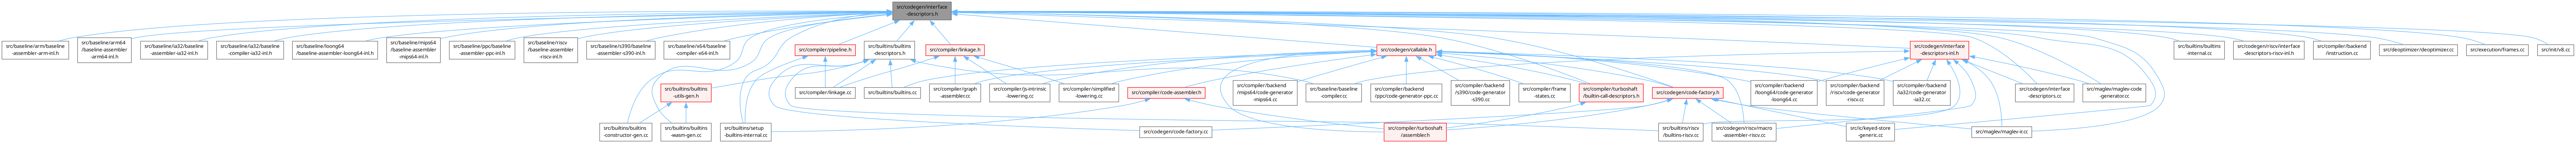 src/codegen/interface
-descriptors.h
src/baseline/arm/baseline
-assembler-arm-inl.h
src/baseline/arm64
/baseline-assembler
-arm64-inl.h
src/baseline/ia32/baseline
-assembler-ia32-inl.h
src/baseline/ia32/baseline
-compiler-ia32-inl.h
src/baseline/loong64
/baseline-assembler-loong64-inl.h
src/baseline/mips64
/baseline-assembler
-mips64-inl.h
src/baseline/ppc/baseline
-assembler-ppc-inl.h
src/baseline/riscv
/baseline-assembler
-riscv-inl.h
src/baseline/s390/baseline
-assembler-s390-inl.h
src/baseline/x64/baseline
-compiler-x64-inl.h
src/compiler/pipeline.h
src/builtins/builtins
-descriptors.h
src/compiler/linkage.h
src/codegen/callable.h
src/codegen/interface
-descriptors-inl.h
src/builtins/builtins
-internal.cc
src/codegen/riscv/interface
-descriptors-riscv-inl.h
src/compiler/backend
/instruction.cc
src/deoptimizer/deoptimizer.cc
src/execution/frames.cc
src/init/v8.cc
src/builtins/builtins
-utils-gen.h
src/compiler/linkage.cc
src/builtins/builtins.cc
src/compiler/graph
-assembler.cc
src/compiler/js-intrinsic
-lowering.cc
src/compiler/simplified
-lowering.cc
src/compiler/code-assembler.h
src/compiler/backend
/mips64/code-generator
-mips64.cc
src/baseline/baseline
-compiler.cc
src/compiler/backend
/ppc/code-generator-ppc.cc
src/compiler/backend
/s390/code-generator
-s390.cc
src/compiler/frame
-states.cc
src/compiler/turboshaft
/builtin-call-descriptors.h
src/codegen/code-factory.h
src/compiler/backend
/loong64/code-generator
-loong64.cc
src/compiler/backend
/riscv/code-generator
-riscv.cc
src/compiler/backend
/ia32/code-generator
-ia32.cc
src/codegen/interface
-descriptors.cc
src/maglev/maglev-code
-generator.cc
src/builtins/builtins
-constructor-gen.cc
src/builtins/builtins
-wasm-gen.cc
src/builtins/setup
-builtins-internal.cc
src/codegen/code-factory.cc
src/compiler/turboshaft
/assembler.h
src/builtins/riscv
/builtins-riscv.cc
src/codegen/riscv/macro
-assembler-riscv.cc
src/ic/keyed-store
-generic.cc
src/maglev/maglev-ir.cc